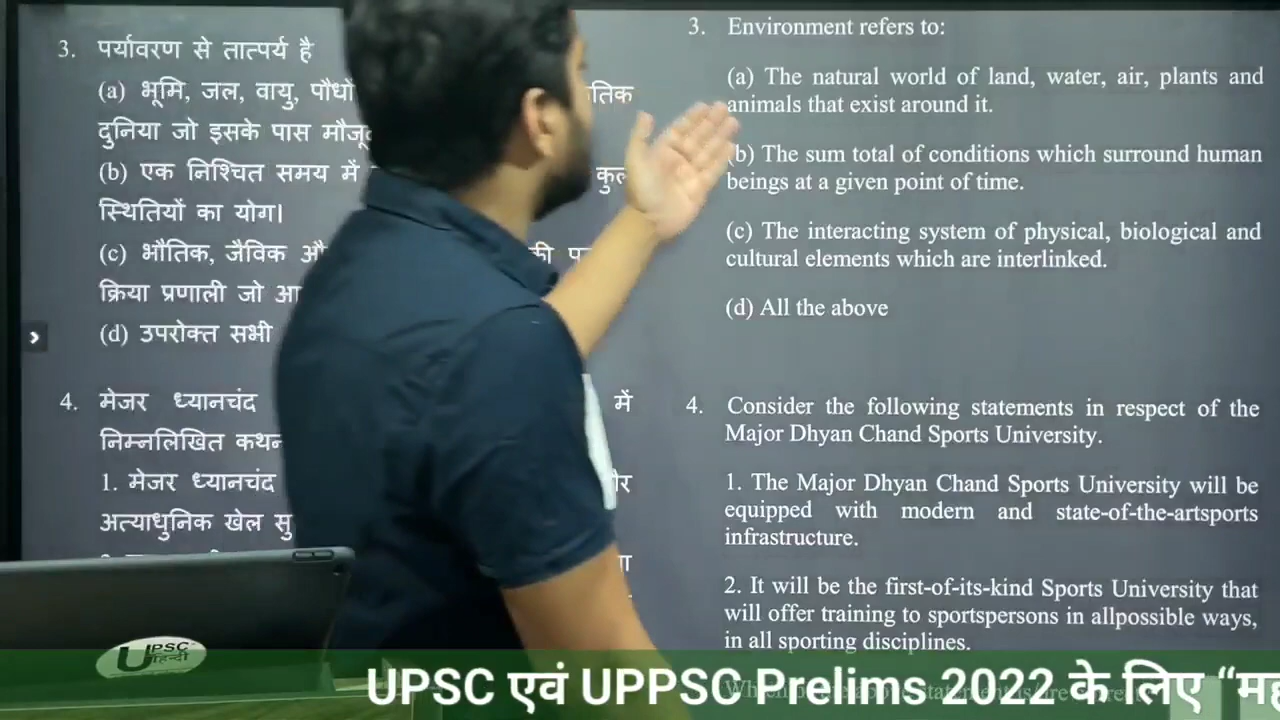 3. पर्यावरण से तात्पर्य है
(a) भूमि, जल, वायु, पौधों
दुनिया जो इसके पास
(b) एक निश्चित समय में
स्थितियों का योग।
(c) भौतिक, जैविक की
क्रिया प्रणाली जो
(d) उपरोक्त सभी
4. मेजर ध्यानचंद में
निम्नलिखित
1. मेजर ध्यानचंद
अत्याधुनिक खेल
3. Environment refers to:
(a) The natural world of land, water, air, plants and
animals that exist around it.
(b) The sum total of conditions which surround human
beings at a given point of time.
(c) The interacting system of physical, biological and
cultural elements which are interlinked.
(d) All the above
4. Consider the following statements in respect of the
Major Dhyan Chand Sports University.
1. The Major Dhyan Chand Sports University will be
equipped with modern and state-of-the-artsports
infrastructure.
2. It will be the first-of-its-kind Sports University that
will offer training to sportspersons in allpossible ways,
in all sporting disciplines.
UPSC हिन्दी
UPSC एवं UPPSC Prelims 2022 के लिए